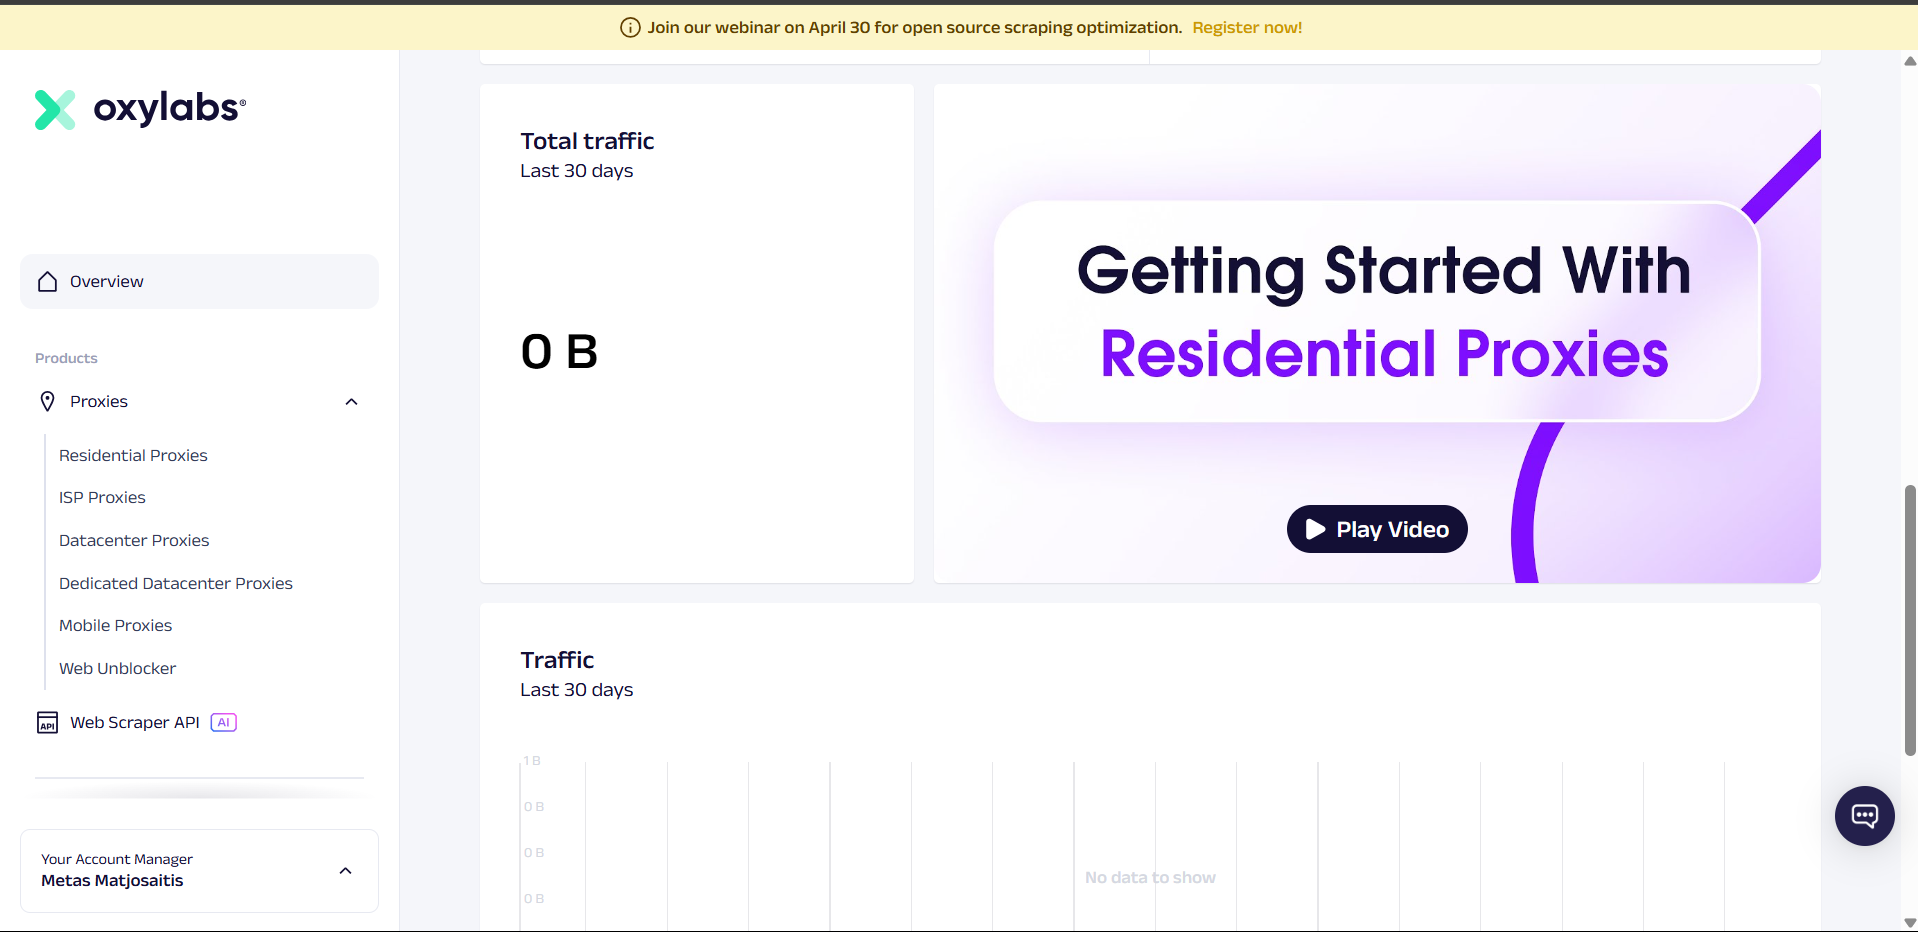 Join our webinar on April 30 for open source scraping optimization. Register now!
oxylabs®
Overview
Products
Proxies
Residential Proxies
ISP Proxies
Datacenter Proxies
Dedicated Datacenter Proxies
Mobile Proxies
Web Unblocker
API
Web Scraper API AI
Your Account Manager
Metas Matjosaitis
Total traffic
Last 30 days
0 B
Getting Started With
Residential Proxies
Play Video
Traffic
Last 30 days
1 B
0 B
0 B
0 B
No data to show